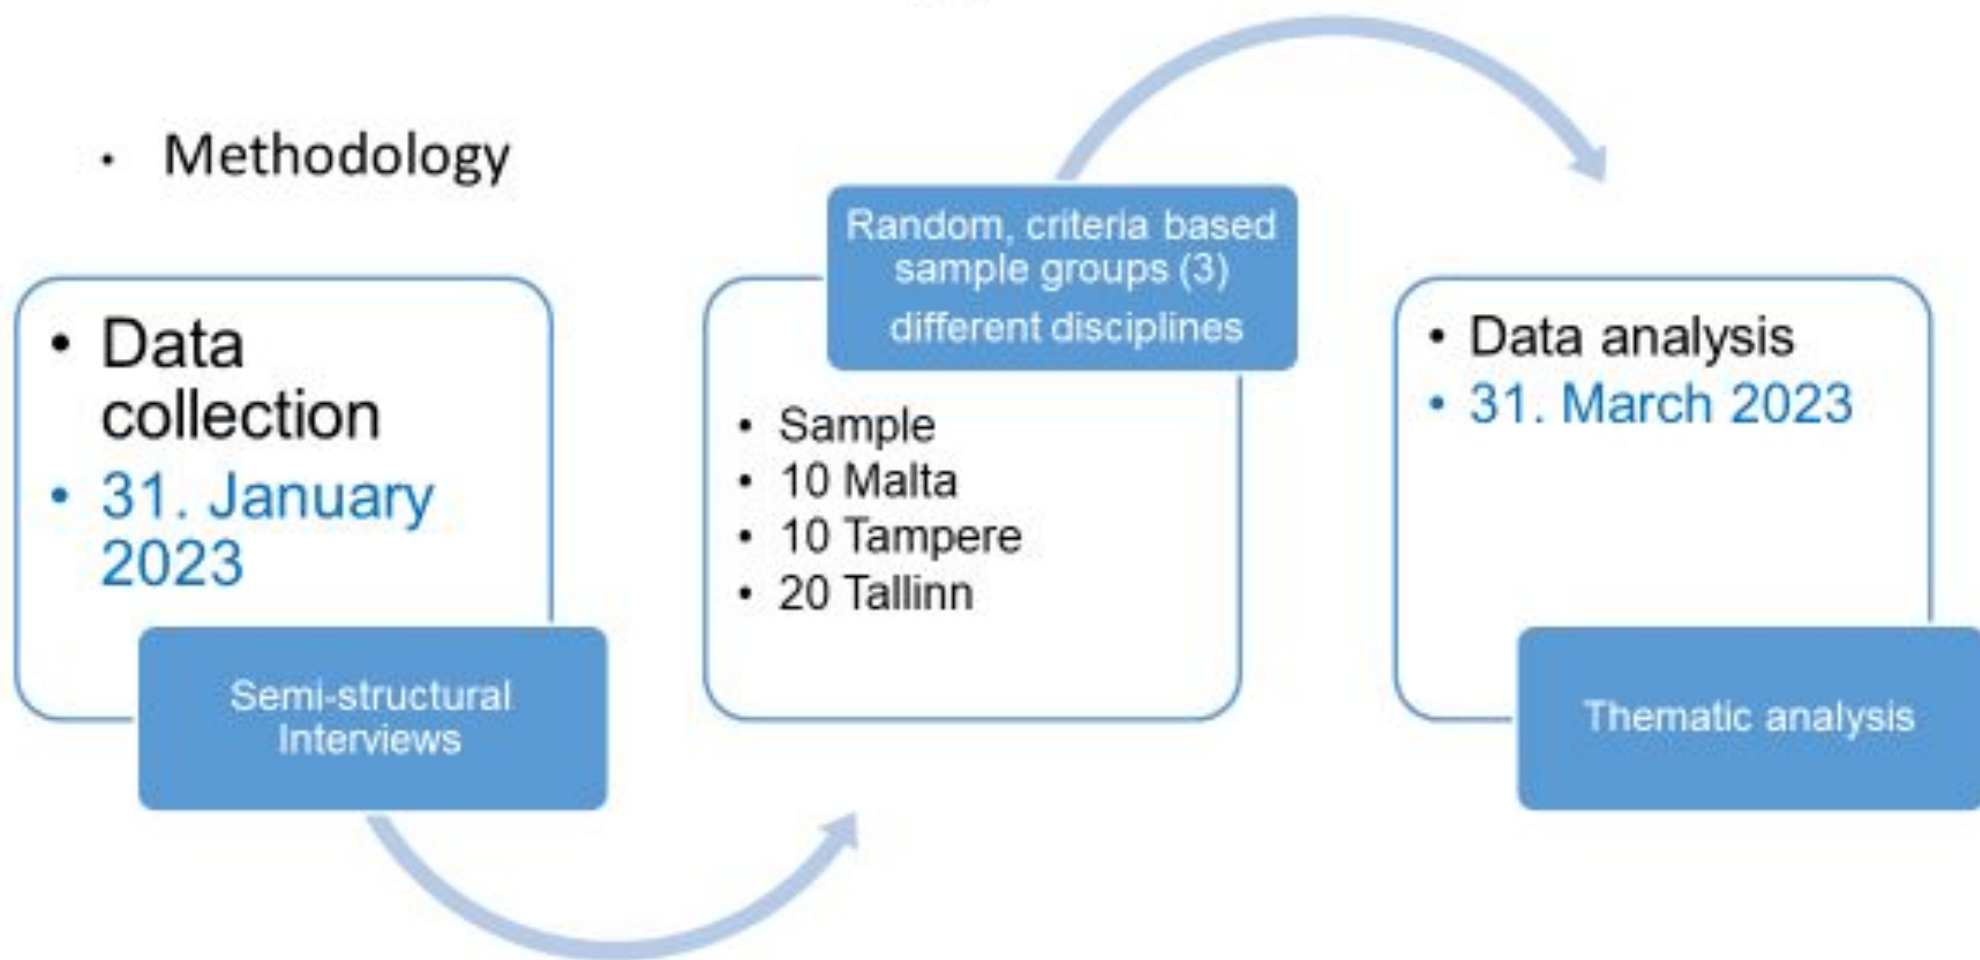 • Methodology
• Data
collection
• 31. January
2023
Semi-structural
Interviews
Random, criteria based
sample groups (3)
different disciplines
• Sample
• 10 Malta
• 10 Tampere
• 20 Tallinn
• Data analysis
• 31. March 2023
Thematic analysis